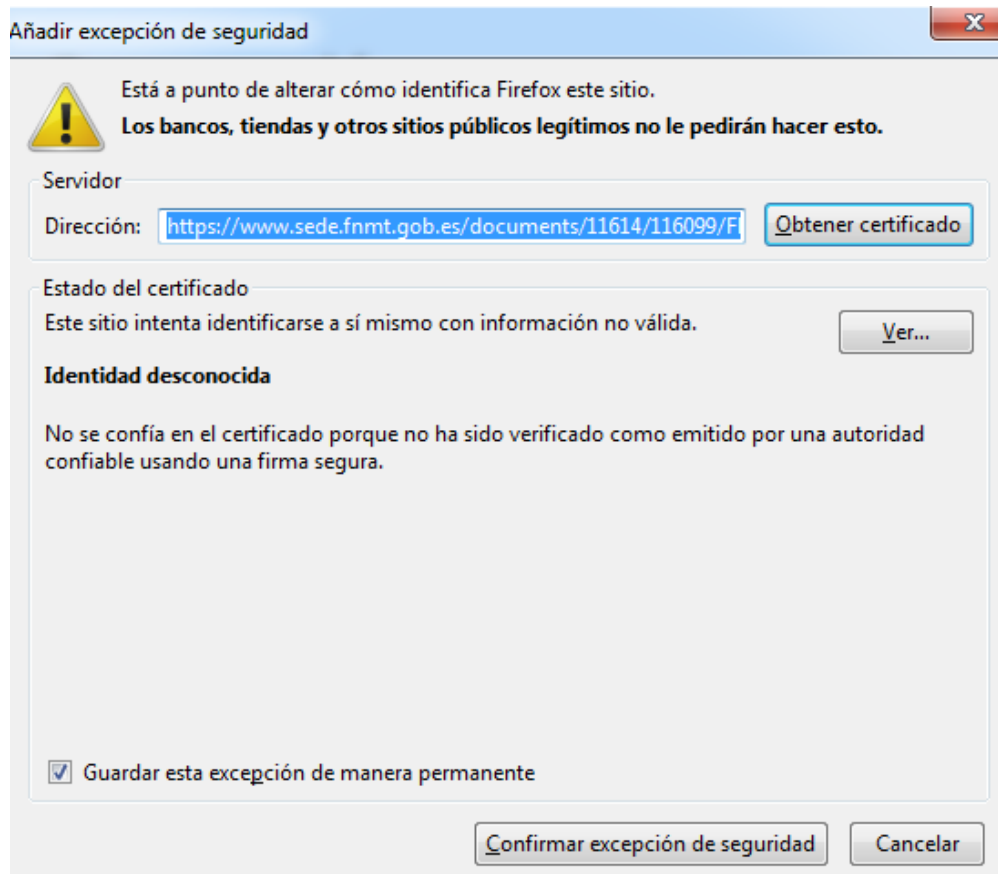 Añadir excepción de seguridad
Está a punto de alterar cómo identifica Firefox este sitio.
Los bancos, tiendas y otros sitios públicos legítimos no le pedirán hacer esto.
Servidor
Dirección: https://www.sede.fnmt.gob.es/documents/11614/116099/F Obtener certificado
Estado del certificado
Este sitio intenta identificarse a sí mismo con información no válida. Ver...
Identidad desconocida
No se confía en el certificado porque no ha sido verificado como emitido por una autoridad
confiable usando una firma segura.
Guardar esta excepción de manera permanente
Confirmar excepción de seguridad Cancelar